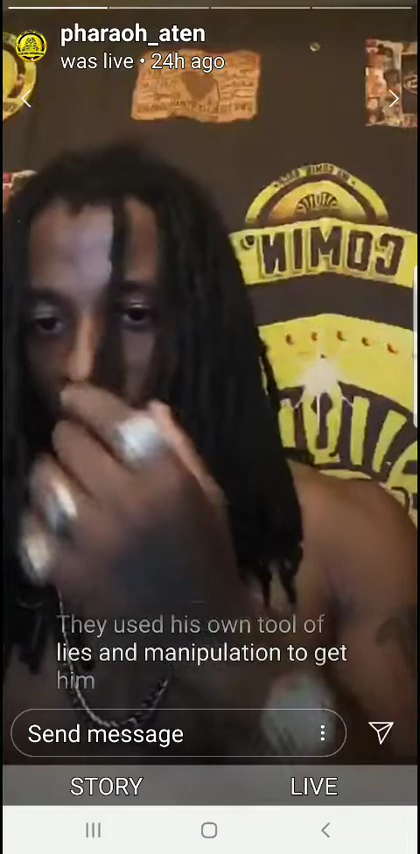 pharaoh_aten
was live • 24h ago
COMIN'
They used his own tool of
lies and manipulation to get
him
Send message
STORY LIVE